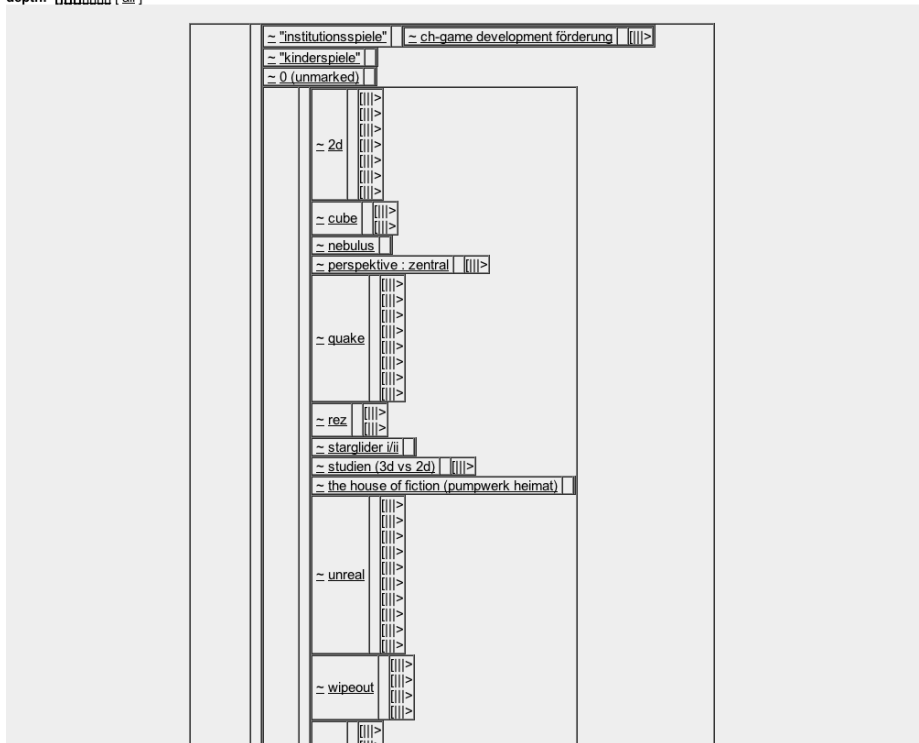 ~ "institutionsspiele" ~ ch-game development förderung [|||>
~ "kinderspiele"
~ 0 (unmarked)
[|||>
[|||>
[|||>
~ 2d [|||>
[|||>
[|||>
[|||>
~ cube [|||>
[|||>
~ nebulus
~ perspektive : zentral [|||>
[|||>
[|||>
[|||>
[|||>
~ quake [|||>
[|||>
[|||>
[|||>
~ rez [|||>
[|||>
~ starglider i/ii
~ studien (3d vs 2d) [|||>
~ the house of fiction (pumpwerk heimat)
[|||>
[|||>
[|||>
[|||>
[|||>
~ unreal [|||>
[|||>
[|||>
[|||>
[|||>
[|||>
[|||>
~ wipeout [|||>
[|||>
[|||>